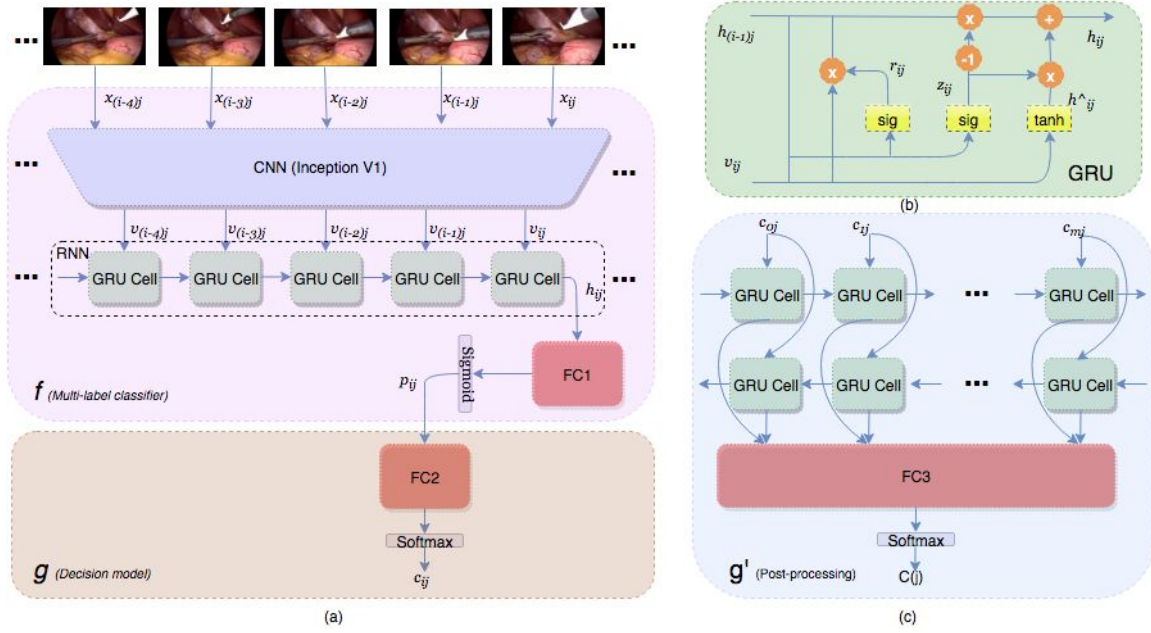 ... ...
x(i-4)j x(i-3)j x(i-2)j x(i-1)j xij
... CNN (Inception V1) ...
v(i-4)j v(i-3)j v(i-2)j v(i-1)j vij
RNN
... GRU Cell GRU Cell GRU Cell GRU Cell GRU Cell ...
hij
FC1
Sigmoid
pij
f (Multi-label classifier)
FC2
Softmax
cij
g (Decision model)
(a)
h(i-1)j x + hij
-1
x rij zij x
h^ij
sig sig tanh
vij
GRU
(b)
c0j c1j cmj
GRU Cell GRU Cell ... GRU Cell
GRU Cell GRU Cell ... GRU Cell
FC3
Softmax
g' (Post-processing) C(j)
(c)